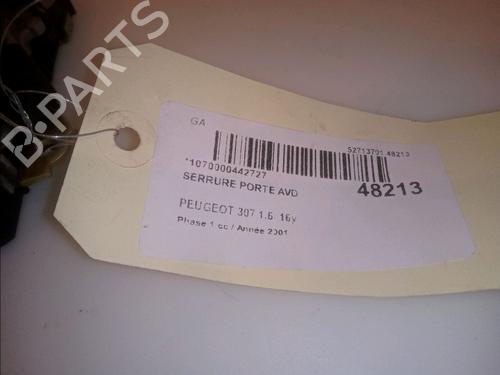 B-PARTS
GA
52713701.48213
*1070000442727
48213
SERRURE PORTE AVD
PEUGEOT 307 1.6. 16v
Phase 1 cc / Année 2001